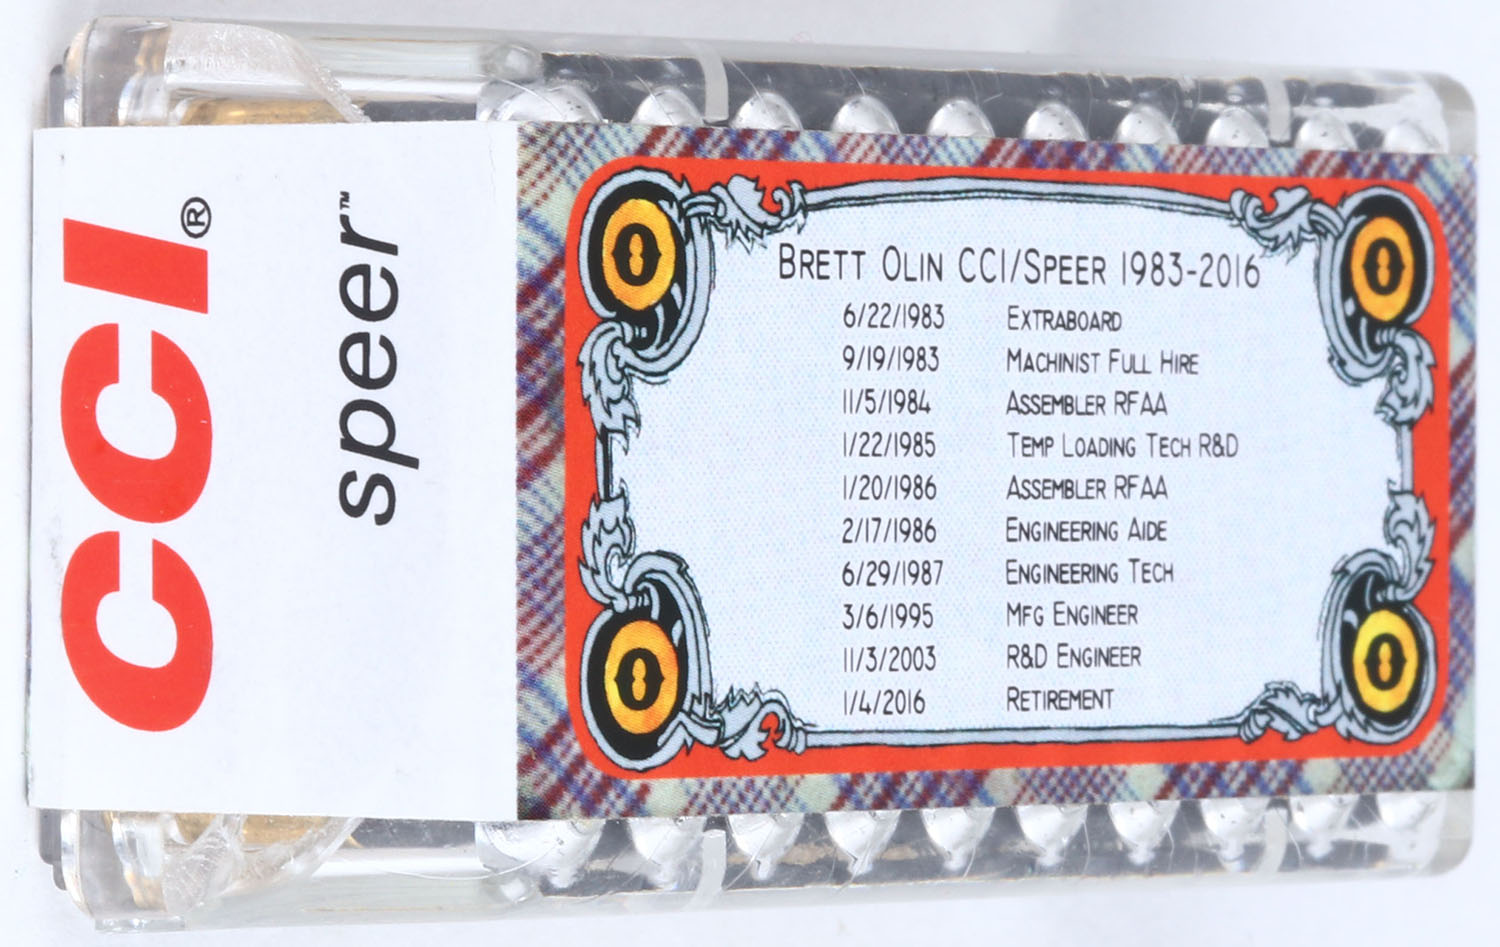 CCI®
speer™
BRETT OLIN CCI/SPEER 1983-2016
6/22/1983 EXTRABOARD
9/19/1983 MACHINIST FULL HIRE
11/5/1984 ASSEMBLER RFAA
1/22/1985 TEMP LOADING TECH R&D
1/20/1986 ASSEMBLER RFAA
2/17/1986 ENGINEERING AIDE
6/29/1987 ENGINEERING TECH
3/6/1995 MFG ENGINEER
11/3/2003 R&D ENGINEER
1/4/2016 RETIREMENT